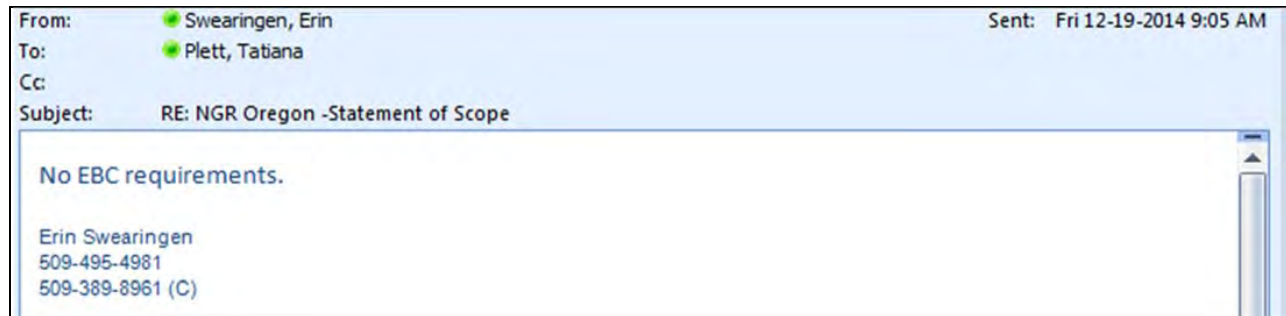 From: Swearingen, Erin Sent: Fri 12-19-2014 9:05 AM
To: Plett, Tatiana
Cc:
Subject: RE: NGR Oregon -Statement of Scope
No EBC requirements.
Erin Swearingen
509-495-4981
509-389-8961 (C)